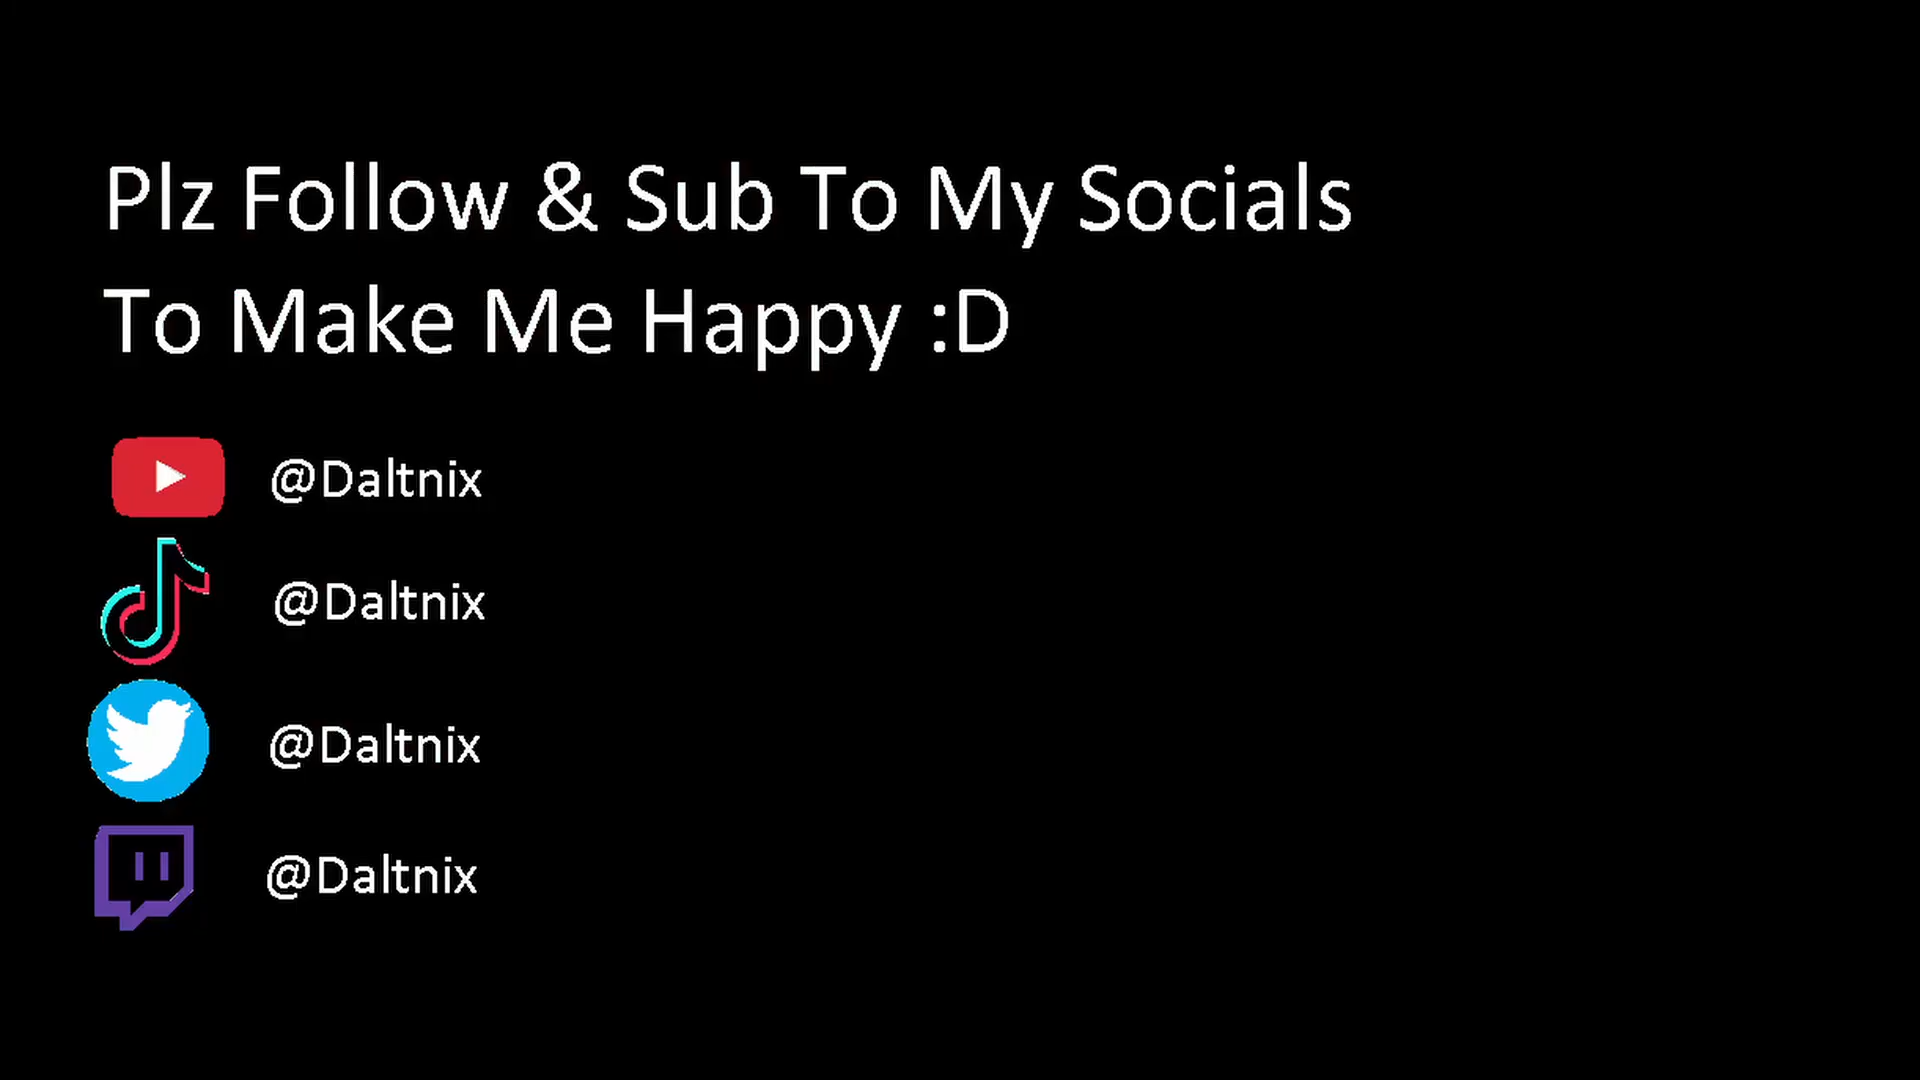 Plz Follow & Sub To My Socials
To Make Me Happy :D
@Daltnix
@Daltnix
@Daltnix
@Daltnix